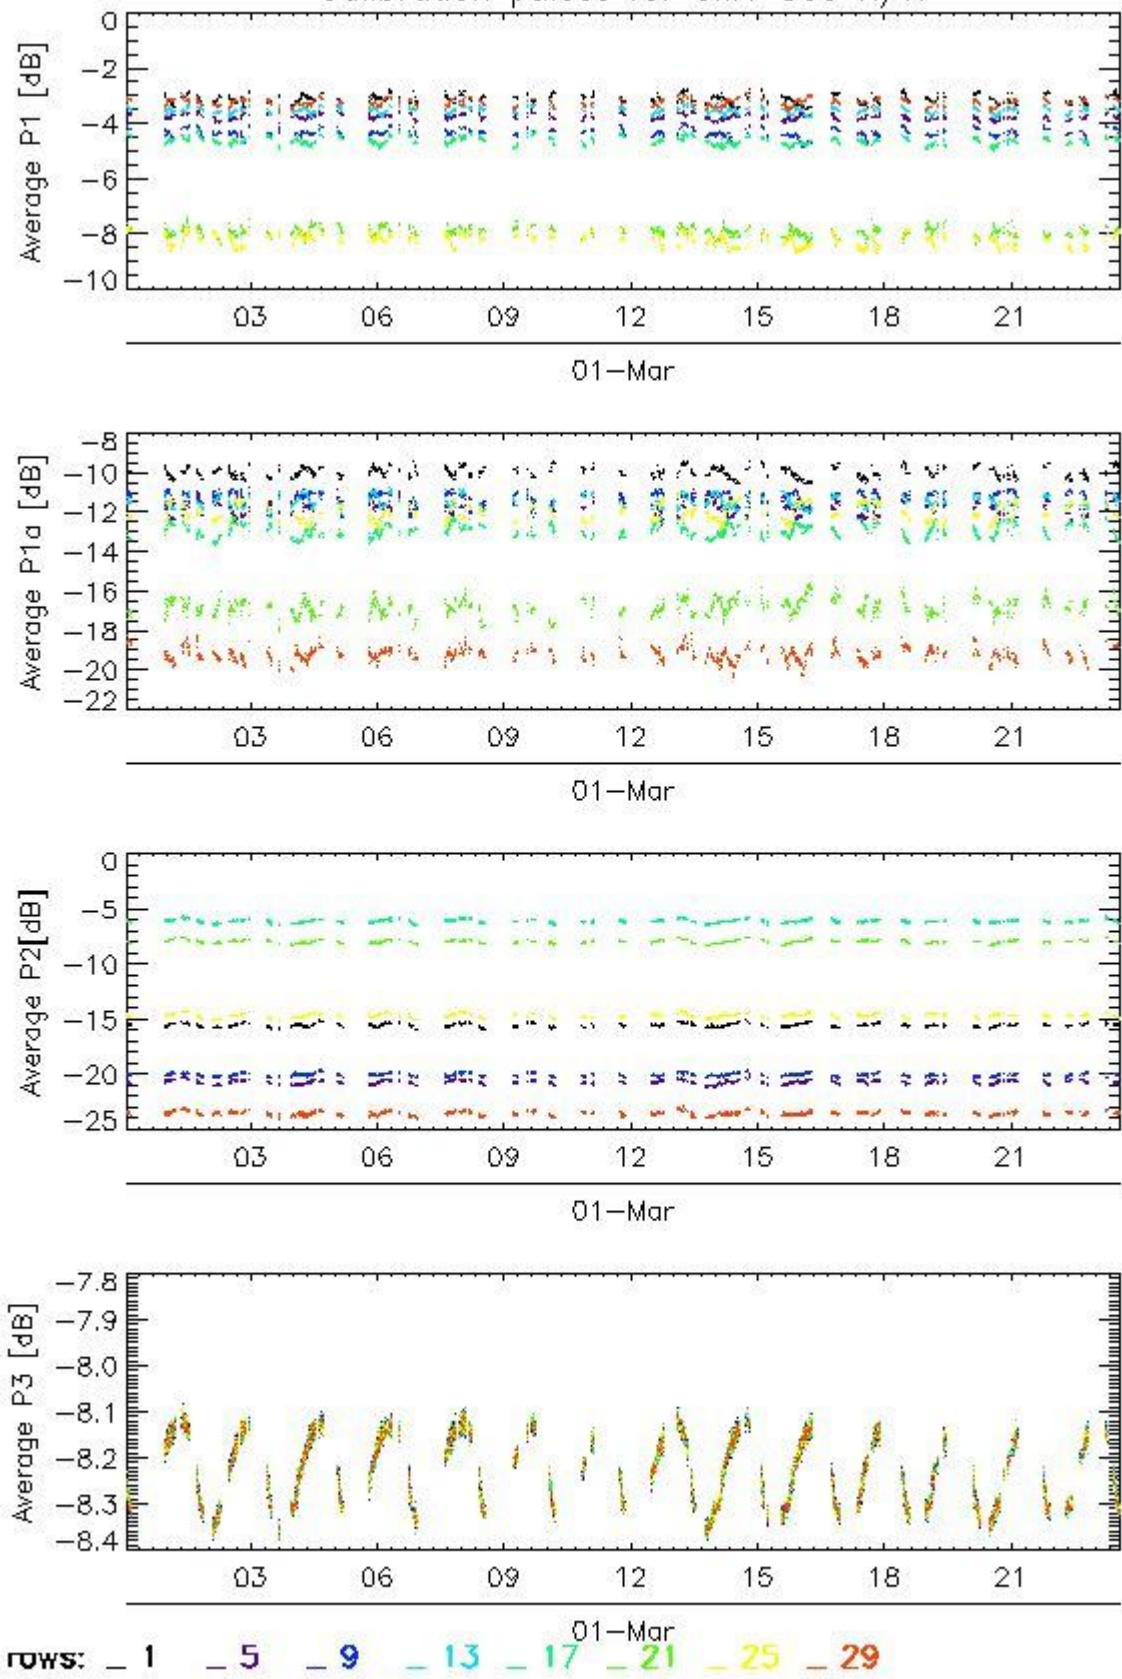 0
-2
-4
-6
-8
-10
Average P1 [dB]
03 06 09 12 15 18 21
01-Mar
-8
-10
-12
-14
-16
-18
-20
-22
Average P1a [dB]
03 06 09 12 15 18 21
01-Mar
0
-5
-10
-15
-20
-25
Average P2[dB]
03 06 09 12 15 18 21
01-Mar
-7.8
-7.9
-8.0
-8.1
-8.2
-8.3
-8.4
Average P3 [dB]
03 06 09 12 15 18 21
01-Mar
rows: _ 1 _ 5 _ 9 _ 13 _ 17 _ 21 _ 25 _ 29